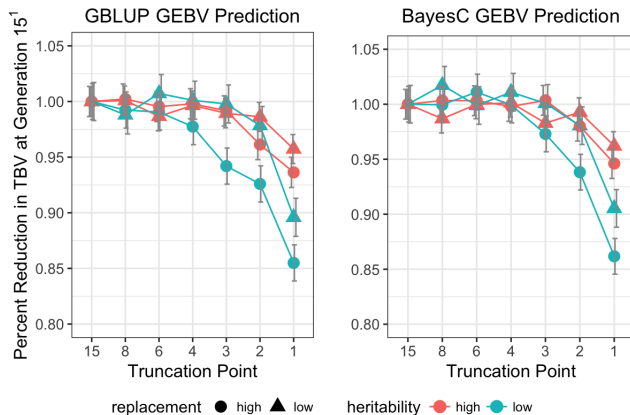 GBLUP GEBV Prediction
BayesC GEBV Prediction
Percent Reduction in TBV at Generation 15¹
1.05
1.00
0.95
0.90
0.85
0.80
1.05
1.00
0.95
0.90
0.85
0.80
15 8 6 4 3 2 1
15 8 6 4 3 2 1
Truncation Point
Truncation Point
replacement high low heritability high low